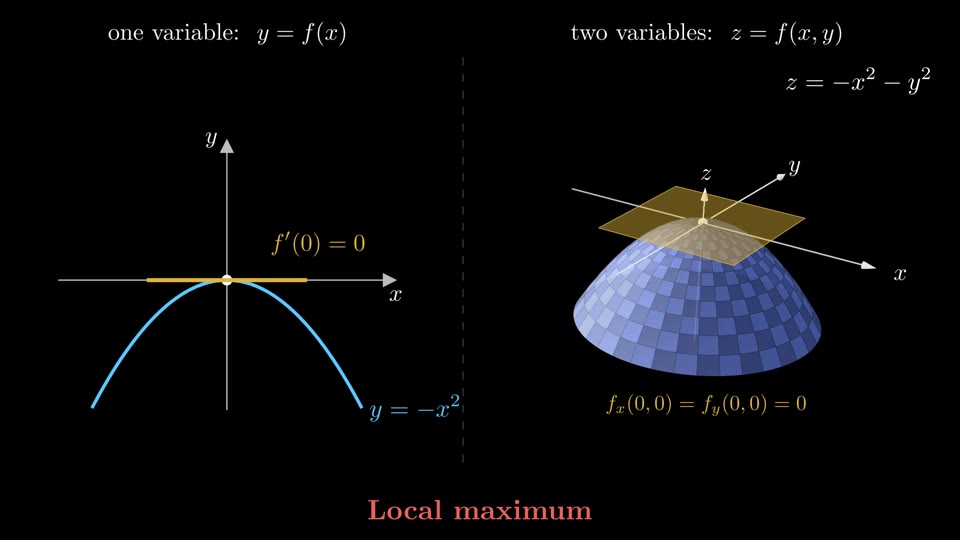 one variable: y = f(x)
two variables: z = f(x, y)
z = −x² − y²
y
f′(0) = 0
x
y = −x²
z
y
x
fₓ(0, 0) = f_y(0, 0) = 0
Local maximum